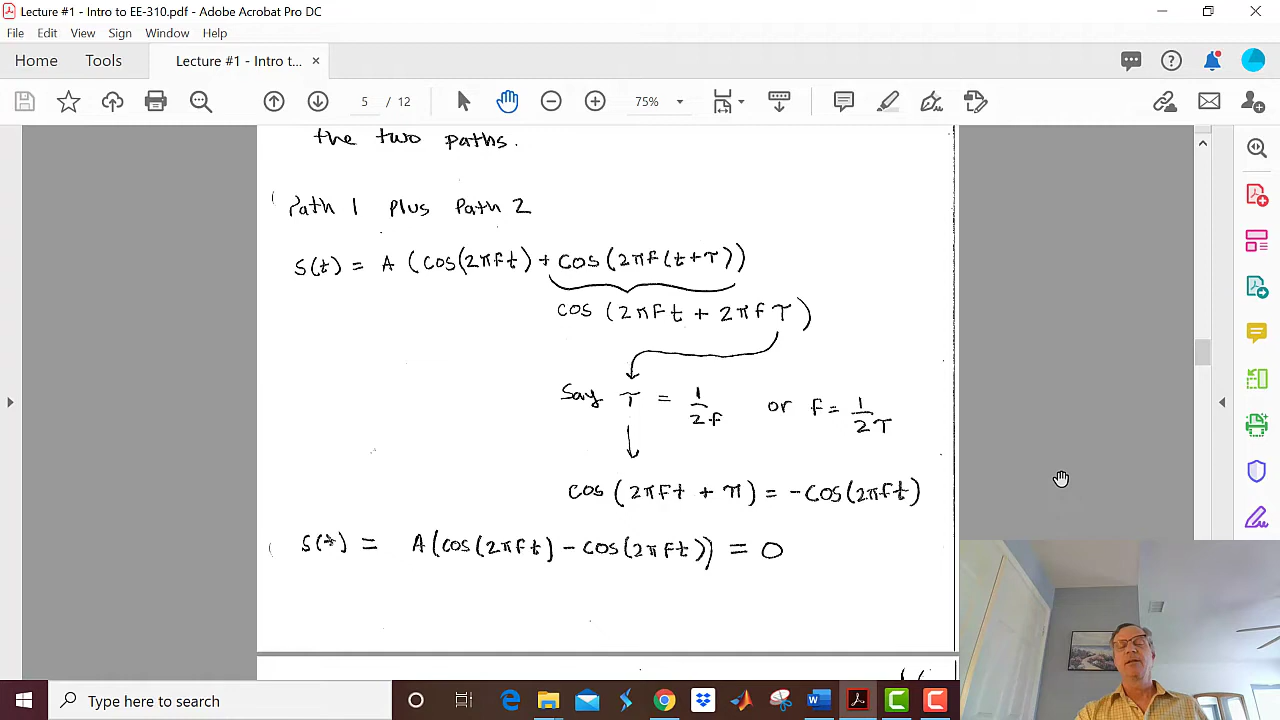 Lecture #1 - Intro to EE-310.pdf - Adobe Acrobat Pro DC
File Edit View Sign Window Help
Home Tools Lecture #1 - Intro t... ×
5 / 12 75%
the two paths.
Path 1 plus Path 2
s(t) = A (cos(2πft) + cos(2πf(t+τ))
cos (2πft + 2πfτ)
Say τ = 1/2f or f = 1/2τ
cos (2πft + π) = -cos(2πft)
s(t) = A(cos(2πft) - cos(2πft)) = 0
Type here to search